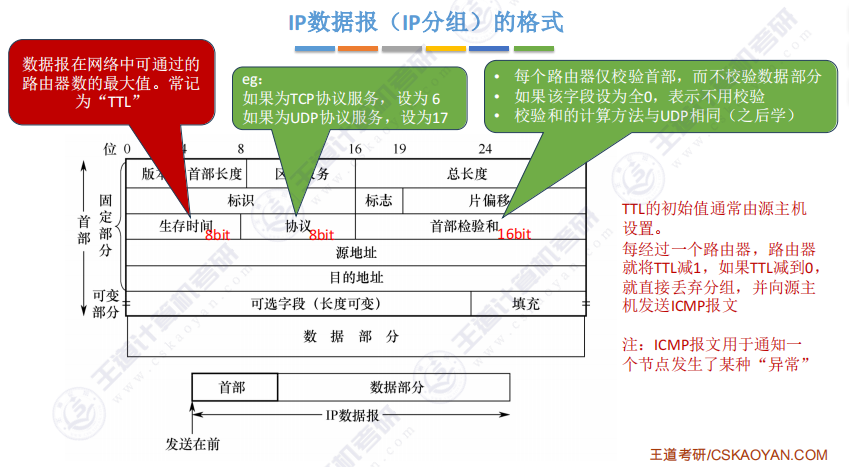 IP数据报（IP分组）的格式
数据报在网络中可通过的
路由器数的最大值。常记
为“TTL”
eg：
如果为TCP协议服务，设为 6
如果为UDP协议服务，设为17
• 每个路由器仅校验首部，而不校验数据部分
• 如果该字段设为全0，表示不用校验
• 校验和的计算方法与UDP相同（之后学）
位 0 4 8 16 19 24
版本 首部长度 区 服务 总长度
标识 标志 片偏移
生存时间 8bit 协议 8bit 首部检验和 16bit
源地址
目的地址
可选字段（长度可变） 填充
数 据 部 分
首部
固定部分
可变
部分
首部 数据部分
IP数据报
发送在前
TTL的初始值通常由源主机
设置。
每经过一个路由器，路由器
就将TTL减1，如果TTL减到0，
就直接丢弃分组，并向源主
机发送ICMP报文
注：ICMP报文用于通知一
个节点发生了某种“异常”
王道考研/CSKAOYAN.COM
王道计算机考研
www.cskaoyan.com